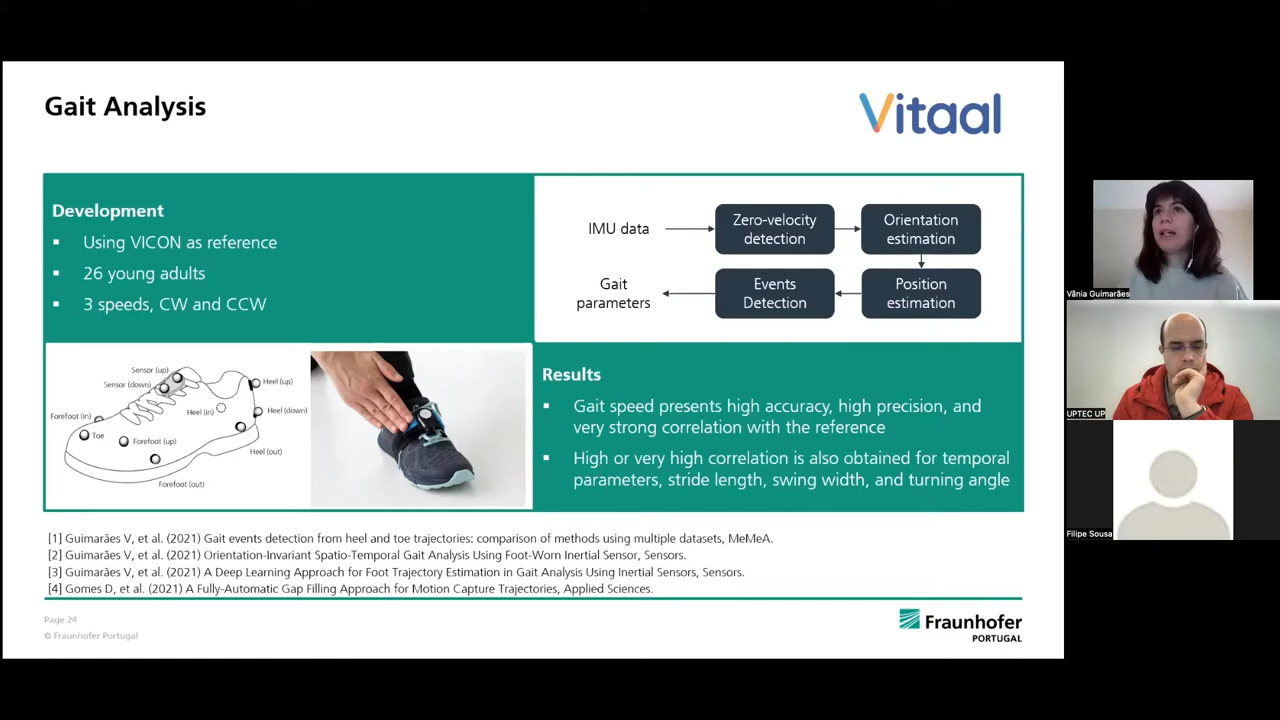 Gait Analysis
Vitaal
Development
▪ Using VICON as reference
▪ 26 young adults
▪ 3 speeds, CW and CCW
IMU data
Zero-velocity
detection
Orientation
estimation
Gait
parameters
Events
Detection
Position
estimation
Sensor (up)
Sensor (down)
Heel (up)
Forefoot (in)
Heel (in)
Heel (down)
Toe
Forefoot (up)
Heel (out)
Forefoot (out)
Results
▪ Gait speed presents high accuracy, high precision, and
very strong correlation with the reference
▪ High or very high correlation is also obtained for temporal
parameters, stride length, swing width, and turning angle
[1] Guimarães V, et al. (2021) Gait events detection from heel and toe trajectories: comparison of methods using multiple datasets, MeMeA.
[2] Guimarães V, et al. (2021) Orientation-Invariant Spatio-Temporal Gait Analysis Using Foot-Worn Inertial Sensor, Sensors.
[3] Guimarães V, et al. (2021) A Deep Learning Approach for Foot Trajectory Estimation in Gait Analysis Using Inertial Sensors, Sensors.
[4] Gomes D, et al. (2021) A Fully-Automatic Gap Filling Approach for Motion Capture Trajectories, Applied Sciences.
Page 24
© Fraunhofer Portugal
Fraunhofer
PORTUGAL
Vânia Guimarães
UPTEC UP
Filipe Sousa